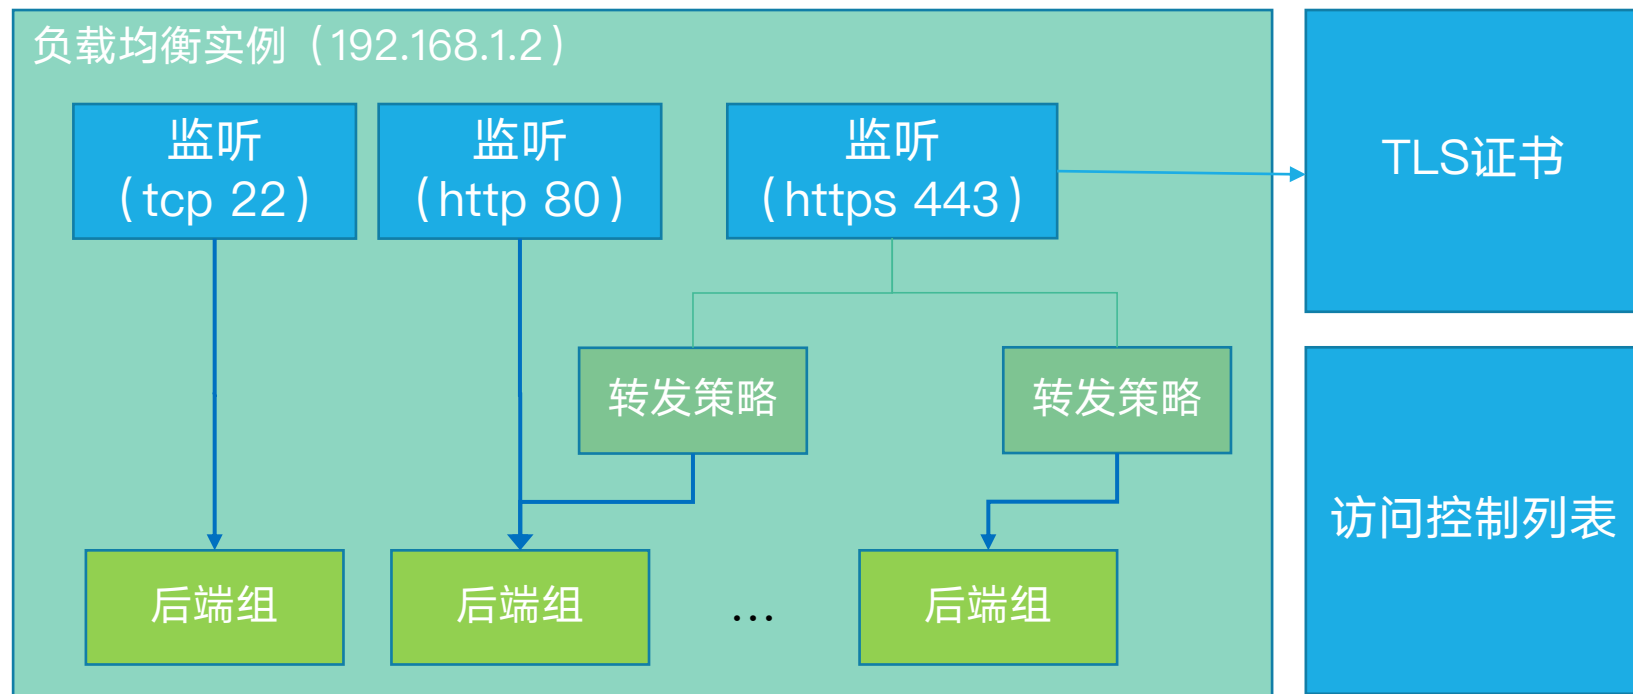 负载均衡实例（192.168.1.2）
监听
（tcp 22）
监听
（http 80）
监听
（https 443）
TLS证书
转发策略
转发策略
访问控制列表
后端组
后端组
...
后端组